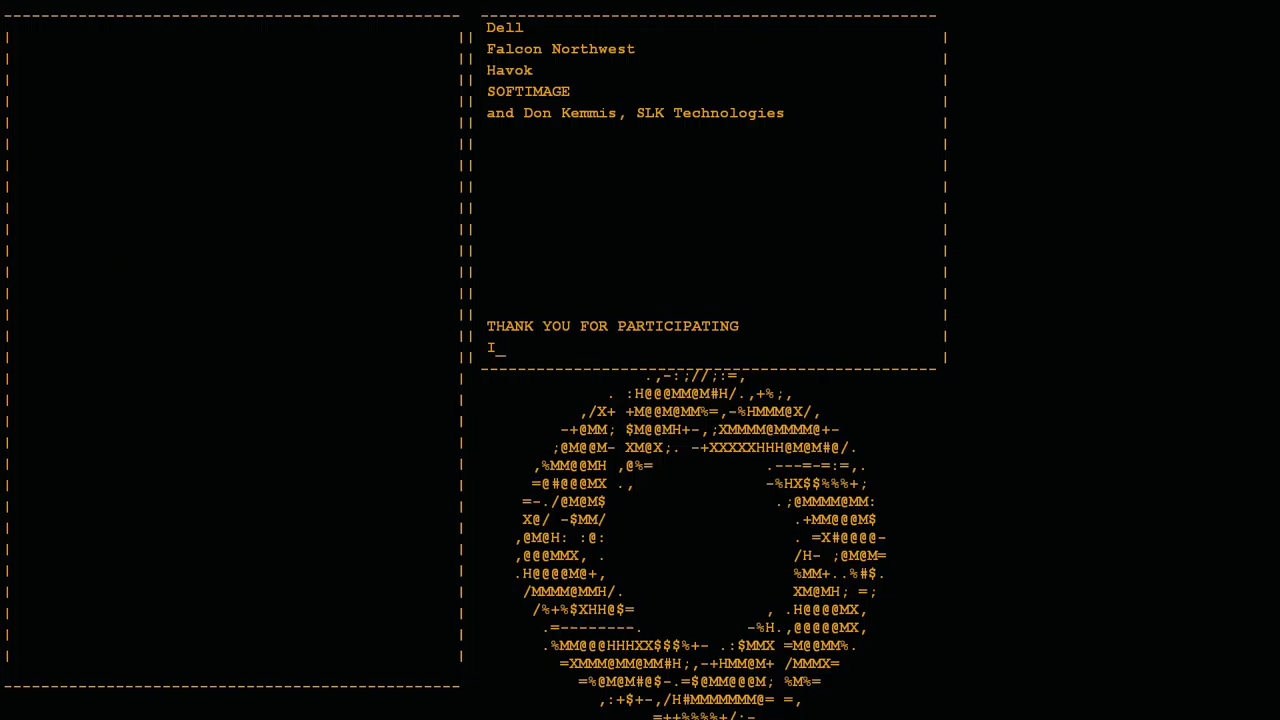 Dell
Falcon Northwest
Havok
SOFTIMAGE
and Don Kemmis, SLK Technologies
THANK YOU FOR PARTICIPATING
I_